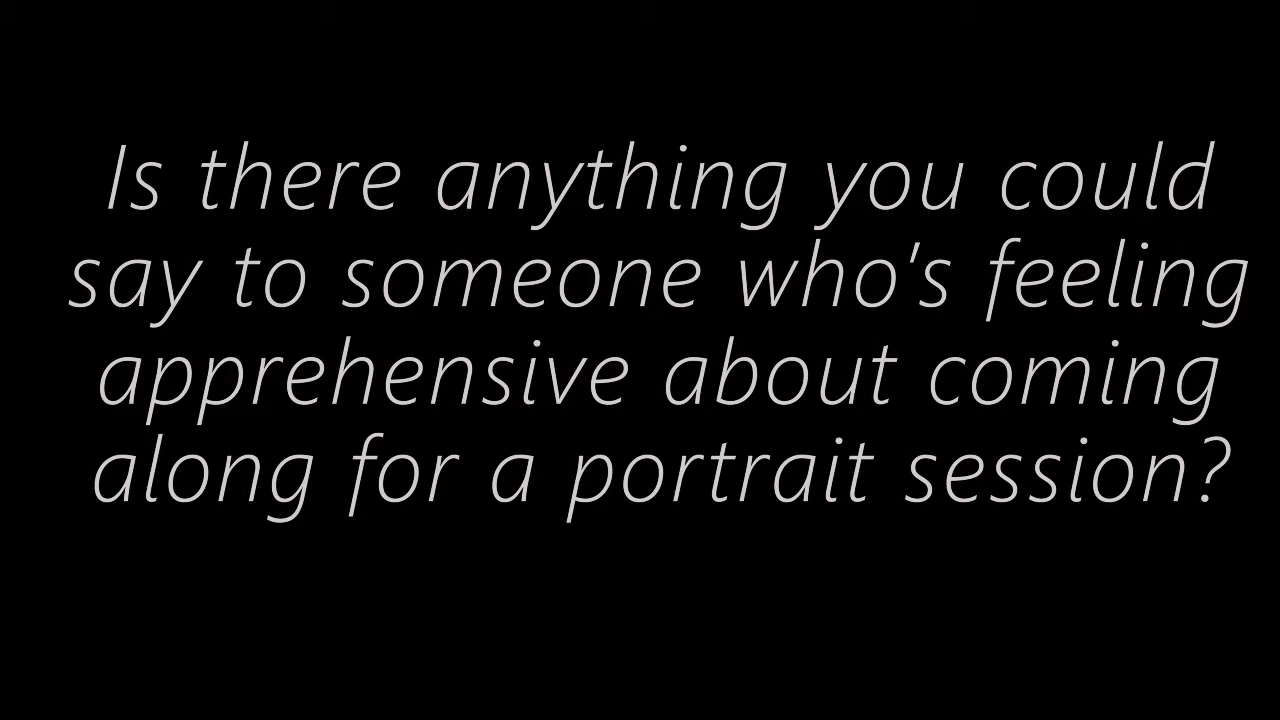 Is there anything you could
say to someone who's feeling
apprehensive about coming
along for a portrait session?